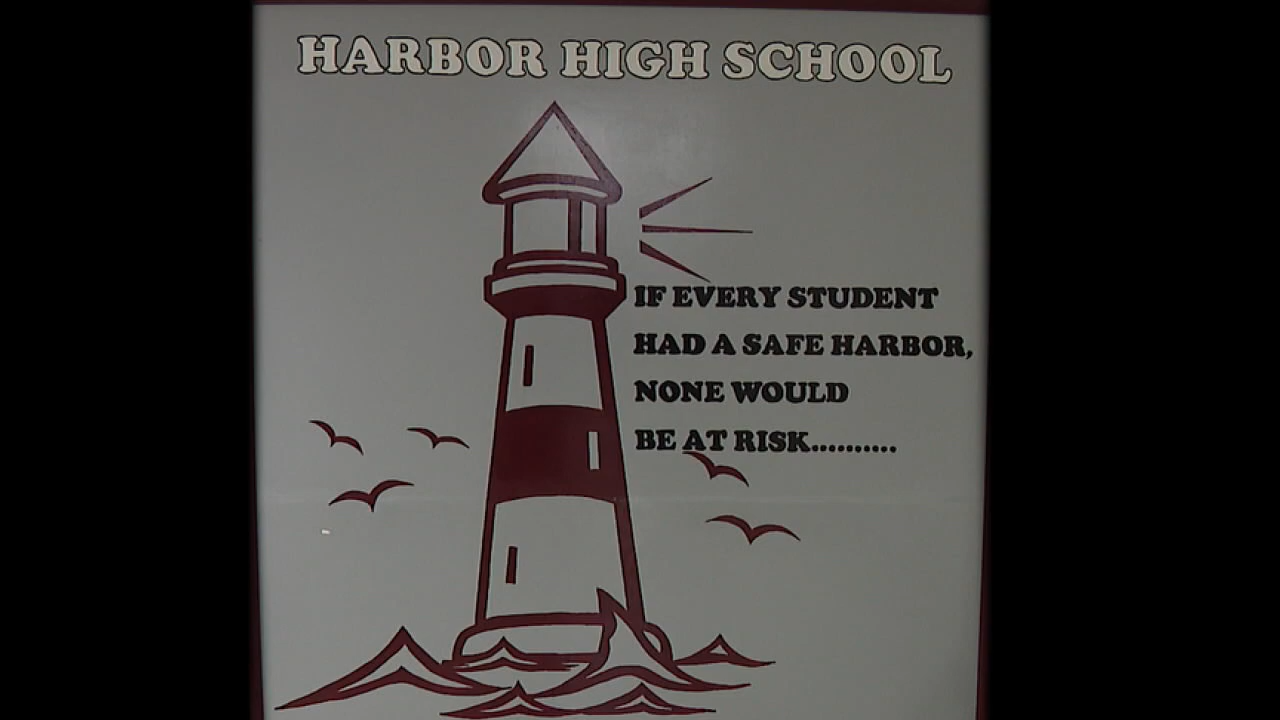 HARBOR HIGH SCHOOL
IF EVERY STUDENT
HAD A SAFE HARBOR,
NONE WOULD
BE AT RISK..........